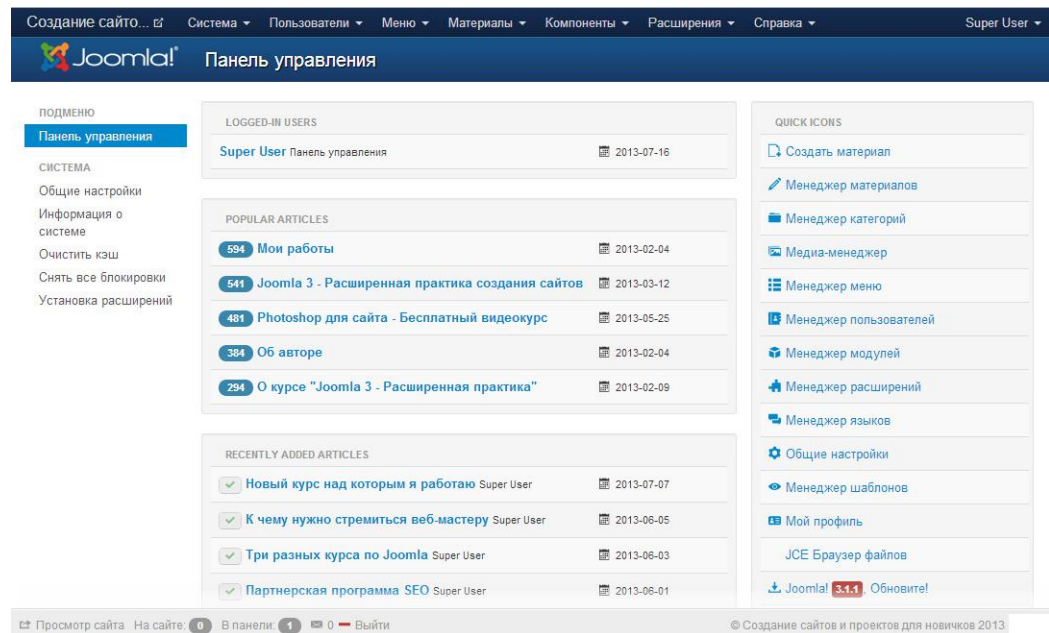 Создание сайто... Система Пользователи Меню Материалы Компоненты Расширения Справка Super User
Joomla!® Панель управления
ПОДМЕНЮ
Панель управления
СИСТЕМА
Общие настройки
Информация о
системе
Очистить кэш
Снять все блокировки
Установка расширений
LOGGED-IN USERS
Super User Панель управления 2013-07-16
POPULAR ARTICLES
594 Мои работы 2013-02-04
541 Joomla 3 - Расширенная практика создания сайтов 2013-03-12
481 Photoshop для сайта - Бесплатный видеокурс 2013-05-25
384 Об авторе 2013-02-04
294 О курсе "Joomla 3 - Расширенная практика" 2013-02-09
RECENTLY ADDED ARTICLES
Новый курс над которым я работаю Super User 2013-07-07
К чему нужно стремиться веб-мастеру Super User 2013-06-05
Три разных курса по Joomla Super User 2013-06-03
Партнерская программа SEO Super User 2013-06-01
QUICK ICONS
Создать материал
Менеджер материалов
Менеджер категорий
Медиа-менеджер
Менеджер меню
Менеджер пользователей
Менеджер модулей
Менеджер расширений
Менеджер языков
Общие настройки
Менеджер шаблонов
Мой профиль
JCE Браузер файлов
Joomla! 3.1.1, Обновите!
Просмотр сайта На сайте: 0 В панели: 1 0 Выйти © Создание сайтов и проектов для новичков 2013